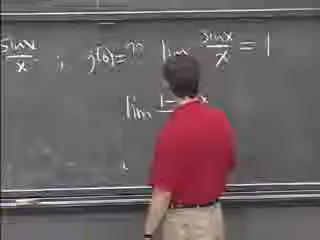 sinx/x ; g(0)=?? lim sinx/x = 1
lim 1- x